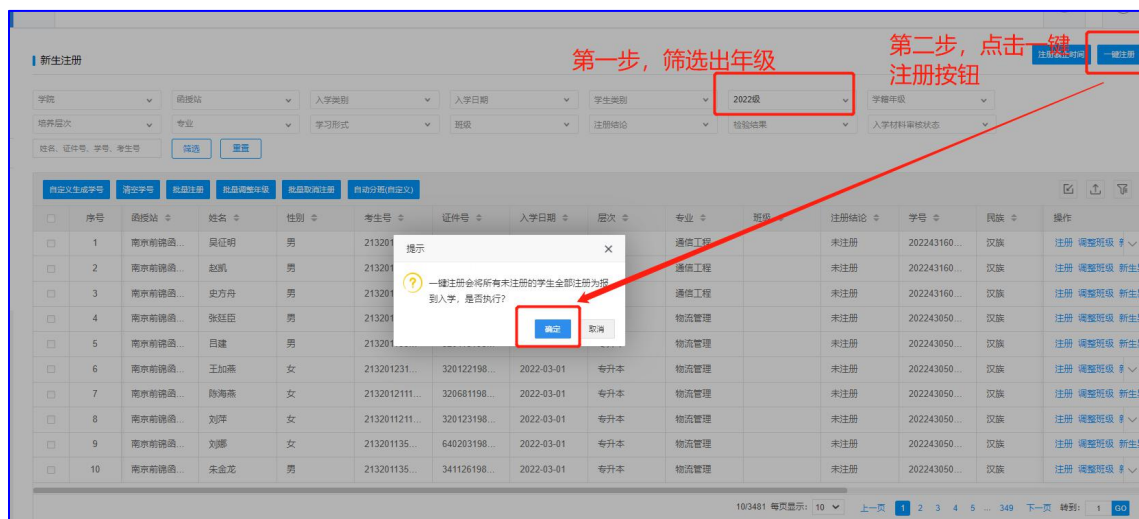 第一步，筛选出年级
第二步，点击一键
注册按钮
新生注册
一键注册
学院 函授站 入学类别 入学日期 学生类别 2022级 学籍年级
培养层次 专业 学习形式 班级 注册结论 检验结果 入学材料审核状态
姓名、证件号、学号、考生号 筛选 重置
自定义生成学号 清空学号 批量注册 批量调整年级 批量取消注册 自动分班(自定义)
序号 函授站 姓名 性别 考生号 证件号 入学日期 层次 专业 班级 注册结论 学号 民族 操作
1 南京前锦函... 吴征明 男 213201 通信工程 未注册 202243160... 汉族 注册 调整班级
2 南京前锦函... 赵凯 男 213201 通信工程 未注册 202243160... 汉族 注册 调整班级 新生
3 南京前锦函... 史方舟 男 213201 通信工程 未注册 202243160... 汉族 注册 调整班级 新生
4 南京前锦函... 张廷臣 男 213201 物流管理 未注册 202243050... 汉族 注册 调整班级 新生
5 南京前锦函... 吕建 男 213201 物流管理 未注册 202243050... 汉族 注册 调整班级 新生
6 南京前锦函... 王加燕 女 213201231... 320122198... 2022-03-01 专升本 物流管理 未注册 202243050... 汉族 注册 调整班级
7 南京前锦函... 陈海燕 女 2132012111... 320681198... 2022-03-01 专升本 物流管理 未注册 202243050... 汉族 注册 调整班级 新生
8 南京前锦函... 刘萍 女 2132011211... 320123198... 2022-03-01 专升本 物流管理 未注册 202243050... 汉族 注册 调整班级
9 南京前锦函... 刘娜 女 213201135... 640203198... 2022-03-01 专升本 物流管理 未注册 202243050... 汉族 注册 调整班级 新生
10 南京前锦函... 朱金龙 男 213201135... 341126198... 2022-03-01 专升本 物流管理 未注册 202243050... 汉族 注册 调整班级
提示
一键注册会将所有未注册的学生全部注册为报
到入学，是否执行?
确定 取消
10/3481 每页显示: 10 上一页 1 2 3 4 5 ... 349 下一页 转到: 1 GO